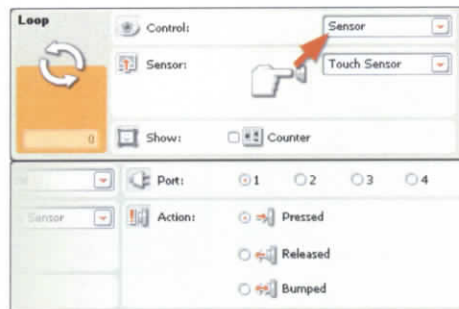 Loop
Control:
Sensor
Sensor:
Touch Sensor
0
Show:
Counter
Port:
1
2
3
4
Sensor
Action:
Pressed
Released
Bumped